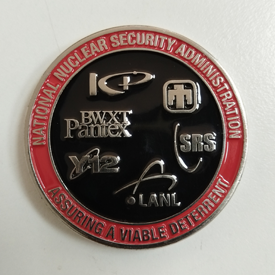 NATIONAL NUCLEAR SECURITY ADMINISTRATION
KCP
BWXT
Pantex
SRS
Y-12
LANL
ASSURING A VIABLE DETERRENT